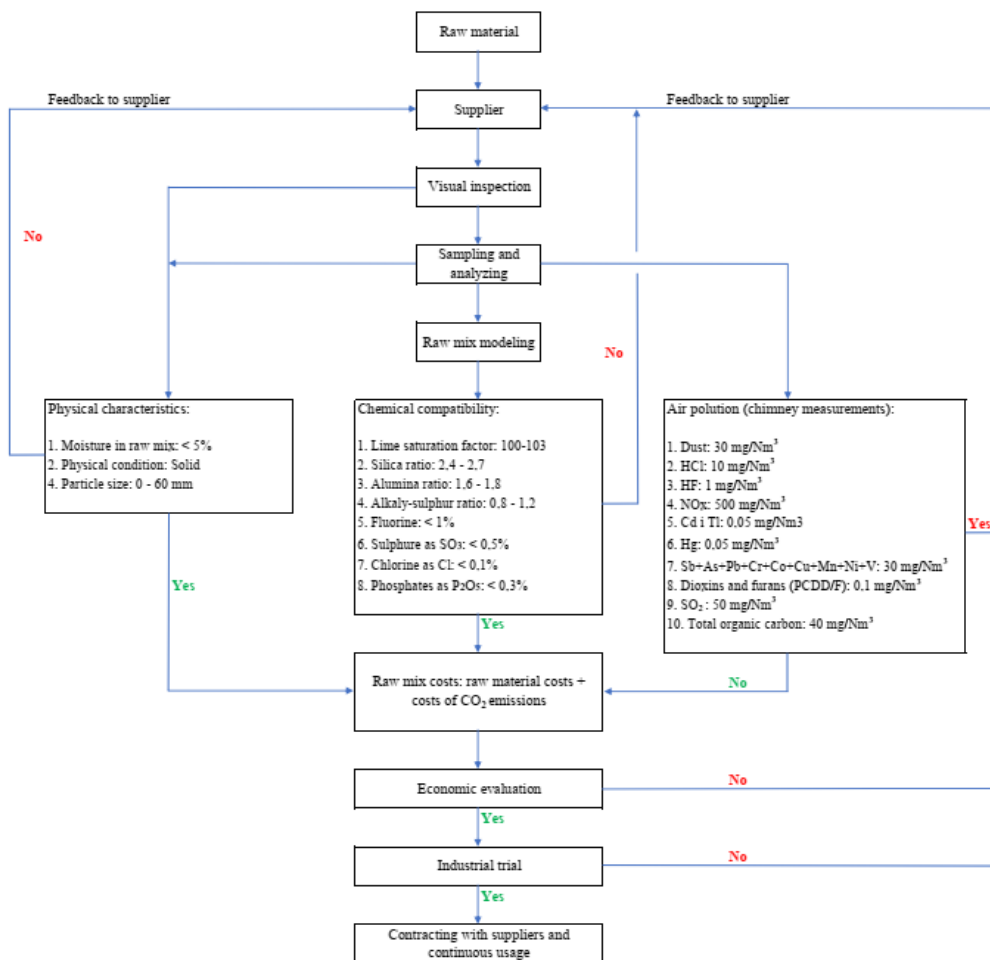 Raw material
Feedback to supplier
Feedback to supplier
Supplier
Visual inspection
No
Sampling and
analyzing
Raw mix modeling
No
Physical characteristics:
1. Moisture in raw mix: < 5%
2. Physical condition: Solid
4. Particle size: 0 - 60 mm
Chemical compatibility:
1. Lime saturation factor: 100-103
2. Silica ratio: 2,4 - 2,7
3. Alumina ratio: 1,6 - 1,8
4. Alkaly-sulphur ratio: 0,8 - 1,2
5. Fluorine: < 1%
6. Sulphure as SO₃: < 0,5%
7. Chlorine as Cl: < 0,1%
8. Phosphates as P₂O₅: < 0,3%
Air polution (chimney measurements):
1. Dust: 30 mg/Nm³
2. HCl: 10 mg/Nm³
3. HF: 1 mg/Nm³
4. NOx: 500 mg/Nm³
5. Cd i Tl: 0,05 mg/Nm3
6. Hg: 0,05 mg/Nm³
7. Sb+As+Pb+Cr+Co+Cu+Mn+Ni+V: 30 mg/Nm³
8. Dioxins and furans (PCDD/F): 0,1 mg/Nm³
9. SO₂ : 50 mg/Nm³
10. Total organic carbon: 40 mg/Nm³
Yes
Yes
Yes
No
Raw mix costs: raw material costs +
costs of CO₂ emissions
Economic evaluation
No
Yes
Industrial trial
No
Yes
Contracting with suppliers and
continuous usage